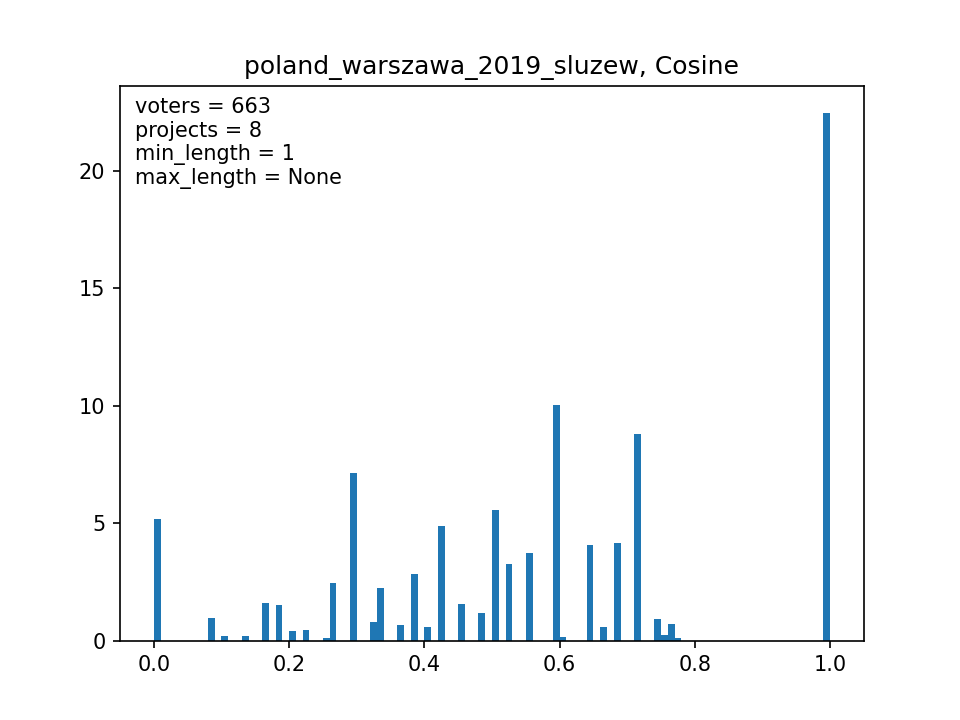 poland_warszawa_2019_sluzew, Cosine
voters = 663
projects = 8
min_length = 1
max_length = None
20
15
10
5
0
0.0 0.2 0.4 0.6 0.8 1.0